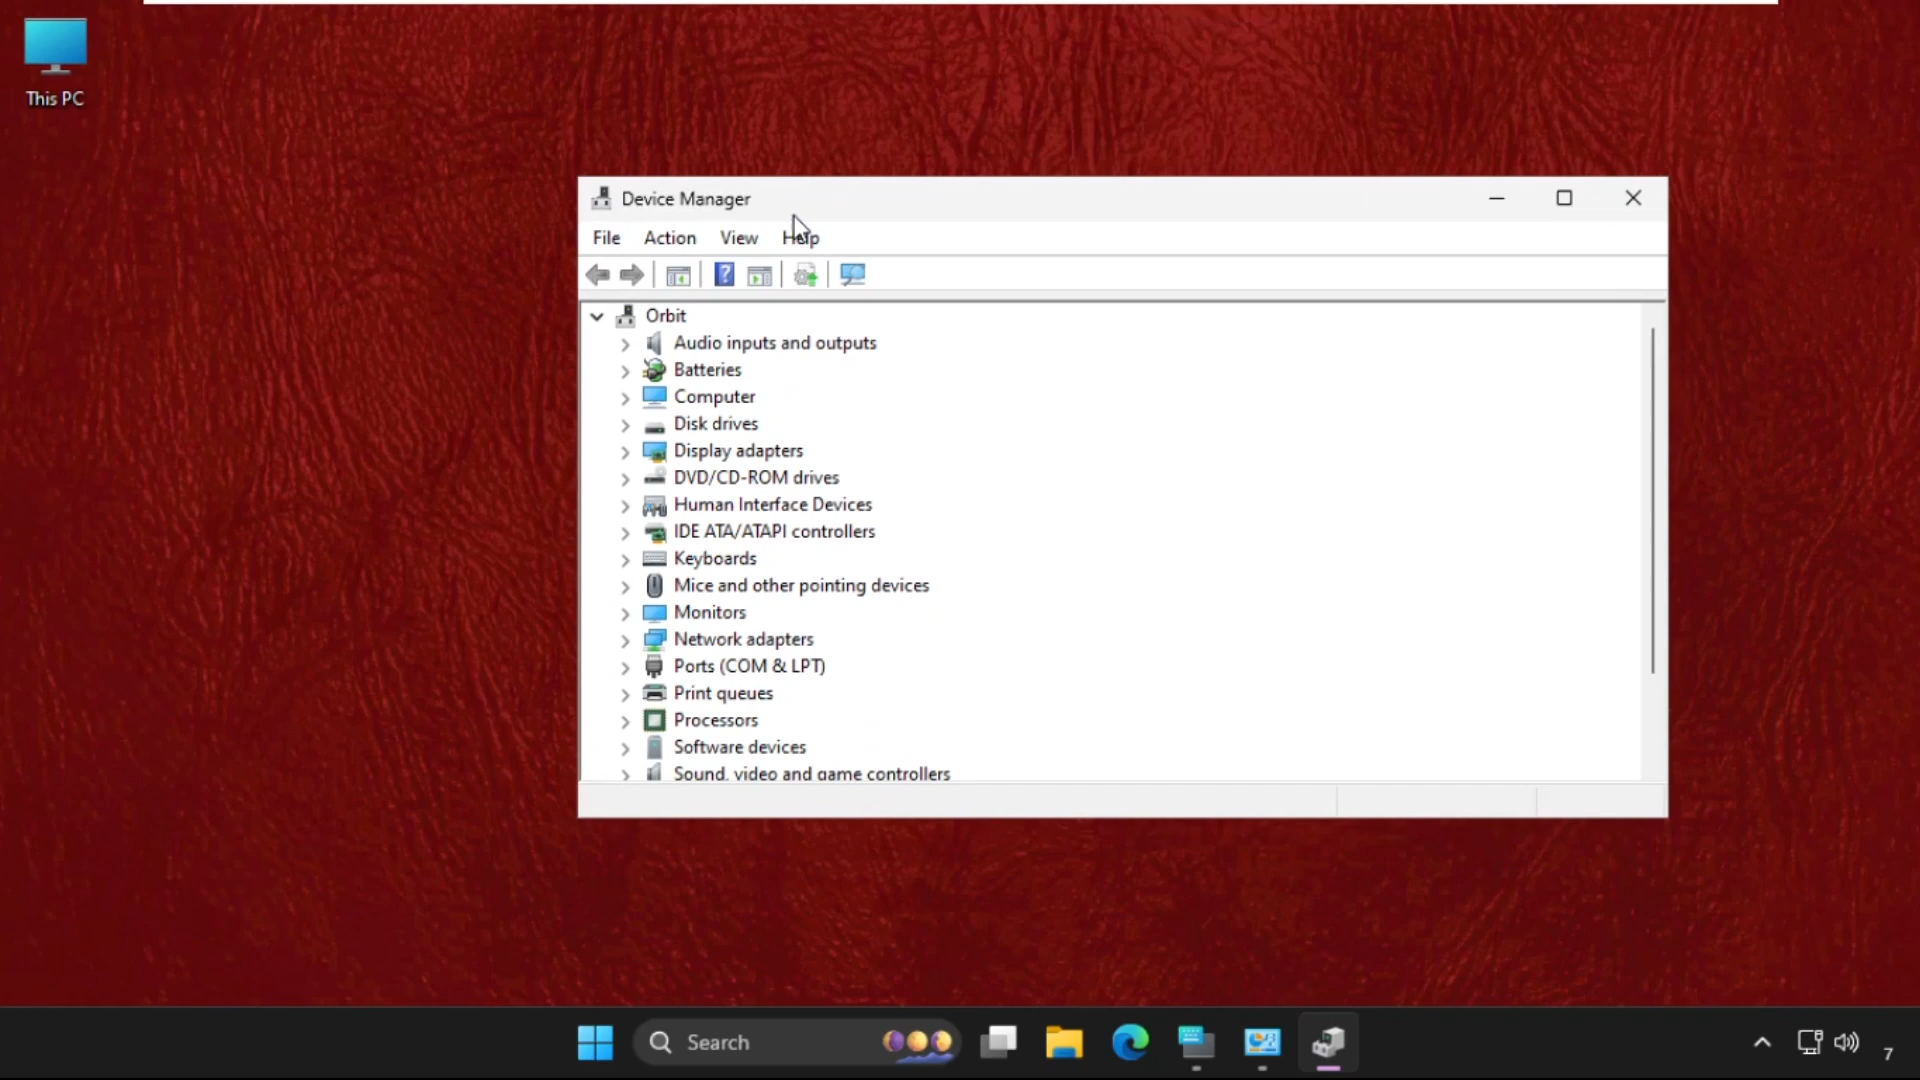 This PC
Device Manager
File Action View Help
Orbit
Audio inputs and outputs
Batteries
Computer
Disk drives
Display adapters
DVD/CD-ROM drives
Human Interface Devices
IDE ATA/ATAPI controllers
Keyboards
Mice and other pointing devices
Monitors
Network adapters
Ports (COM & LPT)
Print queues
Processors
Software devices
Sound, video and game controllers
Search
7